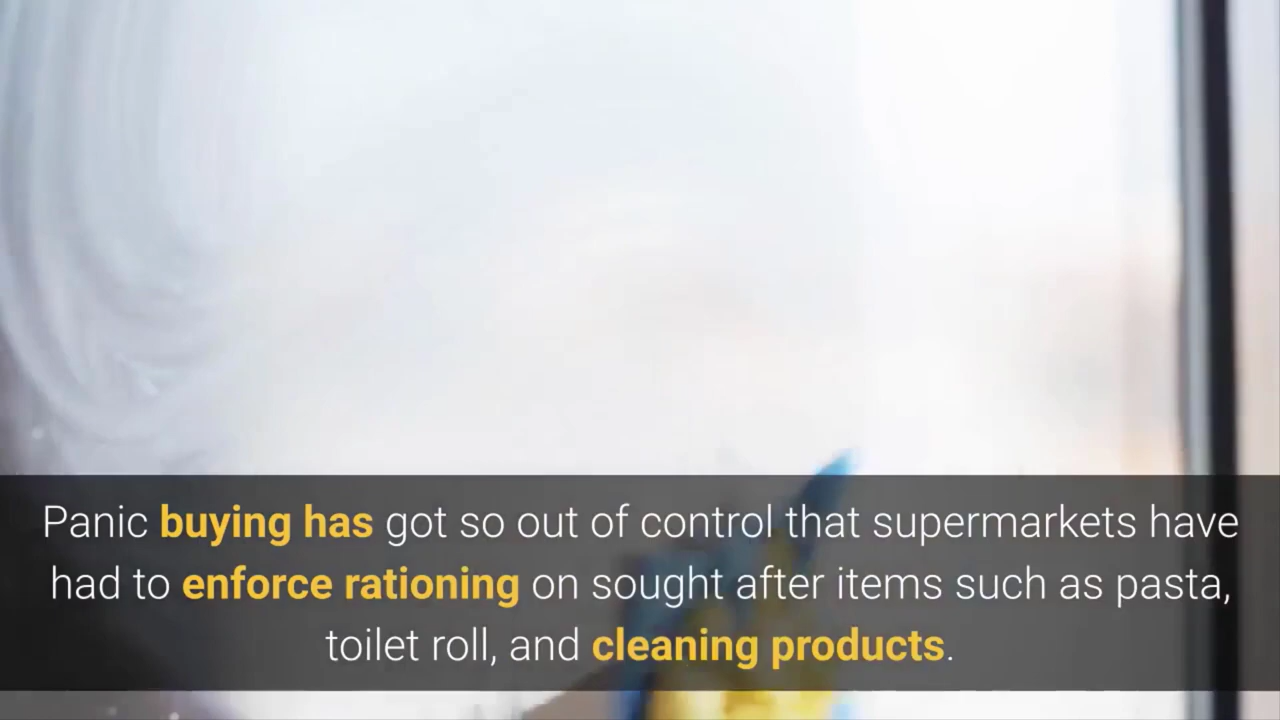 Panic buying has got so out of control that supermarkets have
had to enforce rationing on sought after items such as pasta,
toilet roll, and cleaning products.